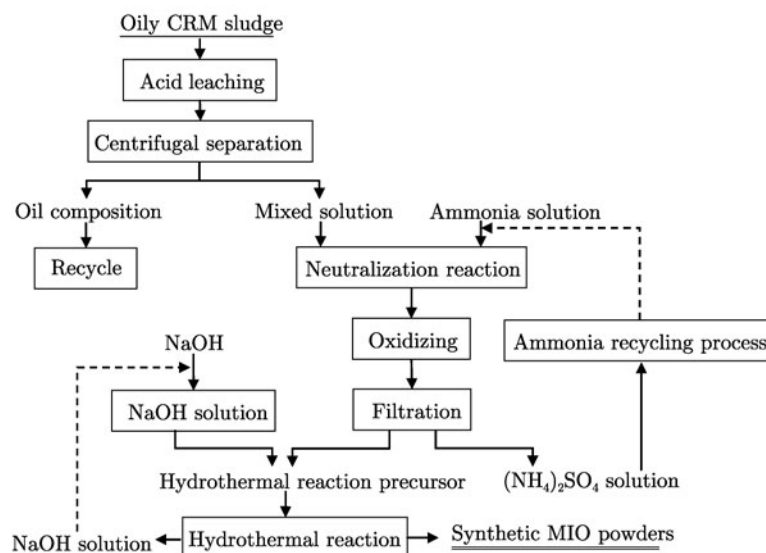 Oily CRM sludge
Acid leaching
Centrifugal separation
Oil composition
Mixed solution
Ammonia solution
Recycle
Neutralization reaction
NaOH
Oxidizing
Ammonia recycling process
NaOH solution
Filtration
Hydrothermal reaction precursor
(NH₄)₂SO₄ solution
NaOH solution
Hydrothermal reaction
Synthetic MIO powders